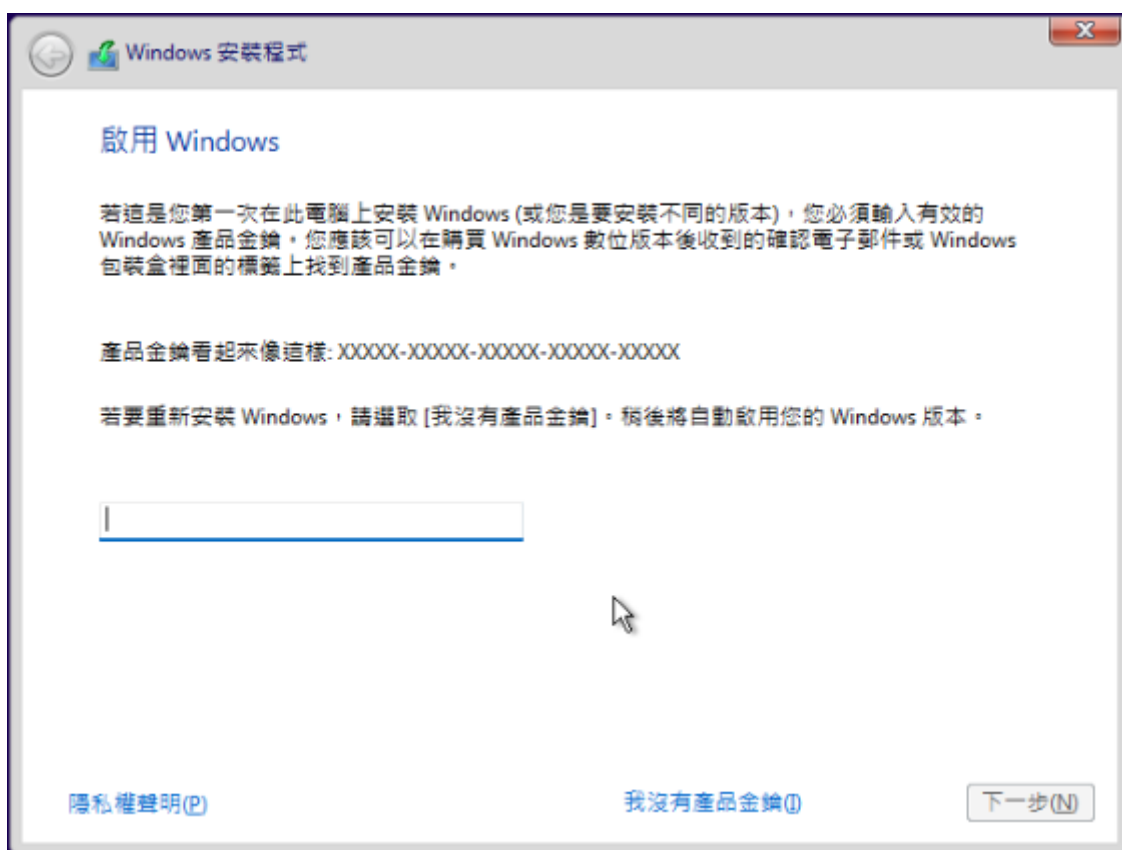 Windows 安裝程式
啟用 Windows
若這是您第一次在此電腦上安裝 Windows (或您是要安裝不同的版本)，您必須輸入有效的
Windows 產品金鑰。您應該可以在購買 Windows 數位版本後收到的確認電子郵件或 Windows
包裝盒裡面的標籤上找到產品金鑰。
產品金鑰看起來像這樣: XXXXX-XXXXX-XXXXX-XXXXX-XXXXX
若要重新安裝 Windows，請選取 [我沒有產品金鑰]。稍後將自動啟用您的 Windows 版本。
隱私權聲明(P)
我沒有產品金鑰(I)
下一步(N)